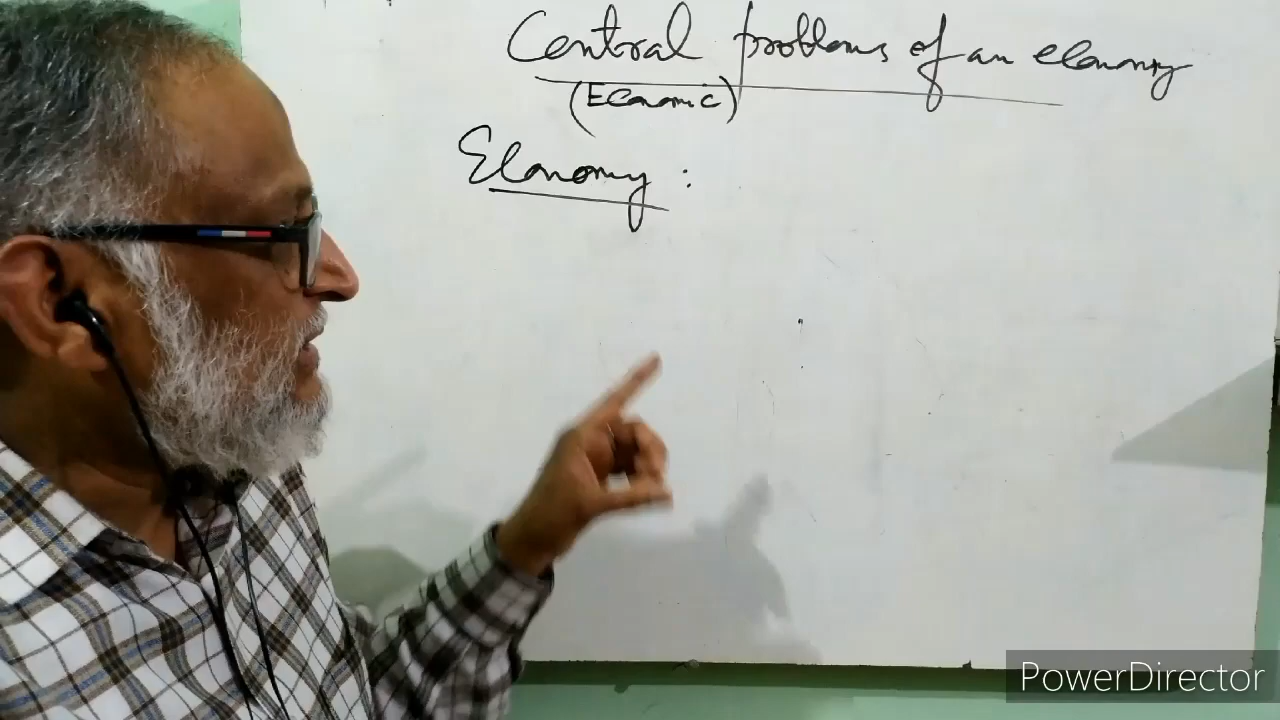 Central problems of an economy
(Economic)
Economy :
PowerDirector